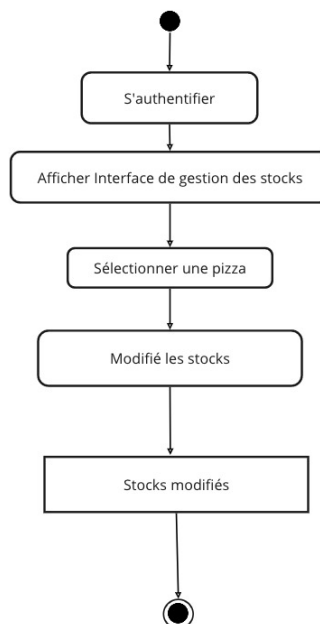 S'authentifier
Afficher Interface de gestion des stocks
Sélectionner une pizza
Modifié les stocks
Stocks modifiés